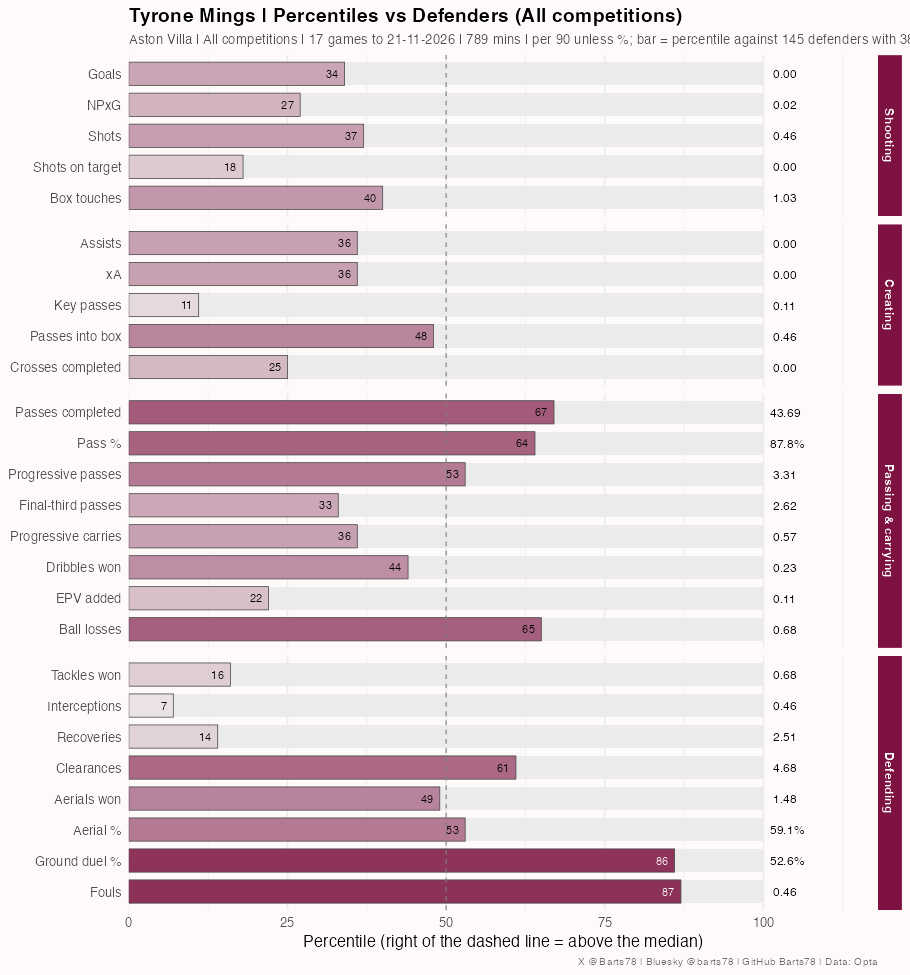 Tyrone Mings | Percentiles vs Defenders (All competitions)
Aston Villa | All competitions | 17 games to 21-11-2026 | 789 mins | per 90 unless %; bar = percentile against 145 defenders with 38
Goals 34 0.00
NPxG 27 0.02
Shots 37 0.46
Shots on target 18 0.00
Box touches 40 1.03
Shooting
Assists 36 0.00
xA 36 0.00
Key passes 11 0.11
Passes into box 48 0.46
Crosses completed 25 0.00
Creating
Passes completed 67 43.69
Pass % 64 87.8%
Progressive passes 53 3.31
Final-third passes 33 2.62
Progressive carries 36 0.57
Dribbles won 44 0.23
EPV added 22 0.11
Ball losses 65 0.68
Passing & carrying
Tackles won 16 0.68
Interceptions 7 0.46
Recoveries 14 2.51
Clearances 61 4.68
Aerials won 49 1.48
Aerial % 53 59.1%
Ground duel % 86 52.6%
Fouls 87 0.46
Defending
0 25 50 75 100
Percentile (right of the dashed line = above the median)
X @Barts78 | Bluesky @barts78 | GitHub Barts78 | Data: Opta